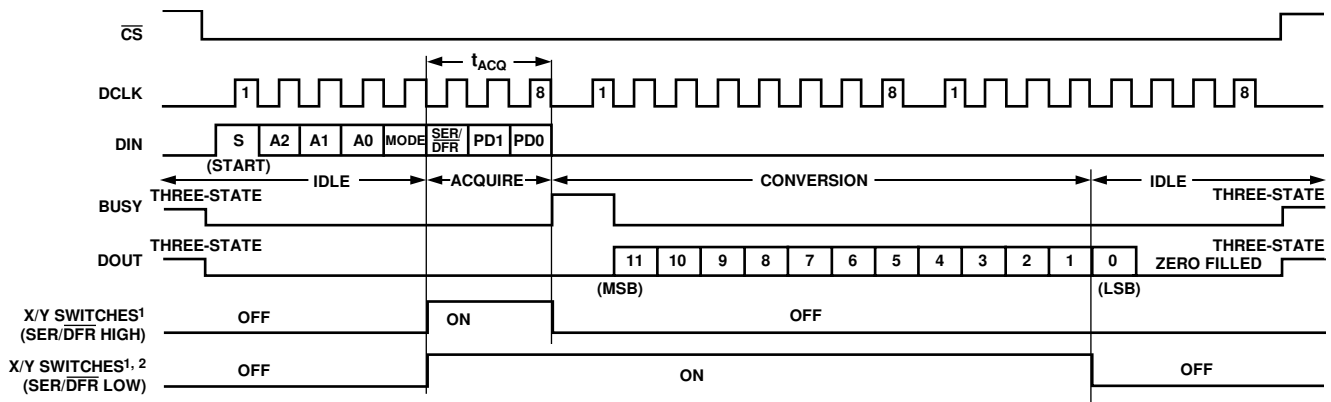 CS
tACQ
DCLK 1 8 1 8 1 8
DIN S A2 A1 A0 MODE SER/DFR PD1 PD0
(START)
IDLE ACQUIRE CONVERSION IDLE
THREE-STATE THREE-STATE
BUSY
THREE-STATE THREE-STATE
DOUT 11 10 9 8 7 6 5 4 3 2 1 0 ZERO FILLED
(MSB) (LSB)
X/Y SWITCHES1 OFF ON OFF
(SER/DFR HIGH)
X/Y SWITCHES1, 2 OFF ON OFF
(SER/DFR LOW)